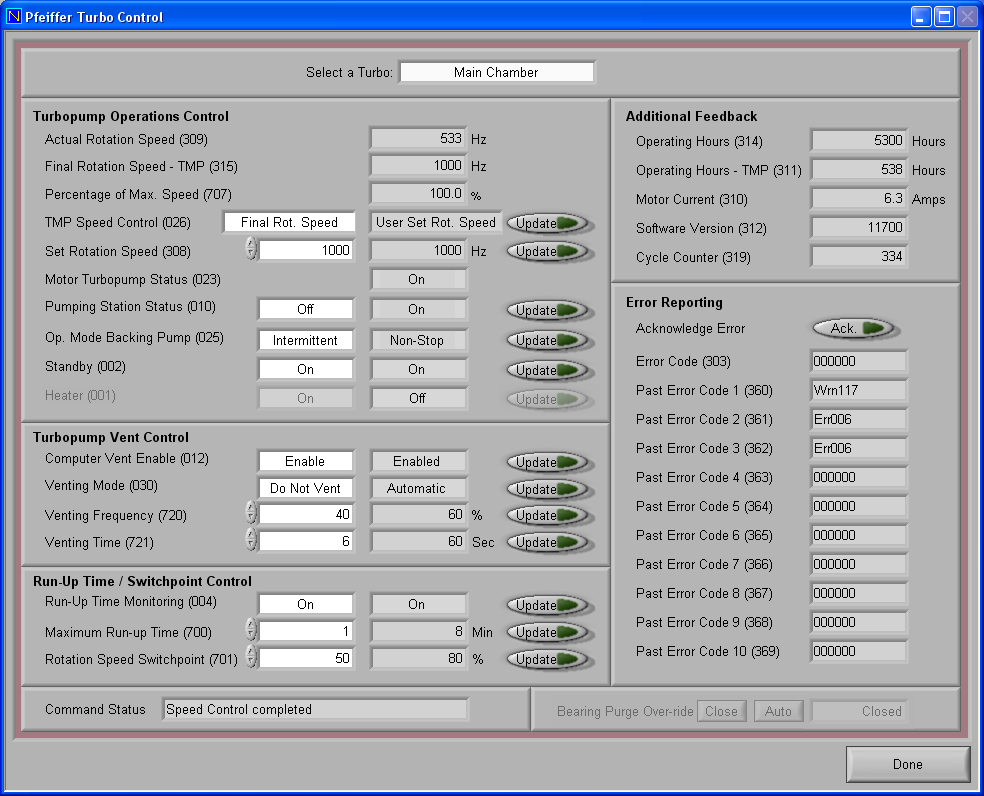 Pfeiffer Turbo Control
Select a Turbo: Main Chamber
Turbopump Operations Control
Actual Rotation Speed (309) 533 Hz
Final Rotation Speed - TMP (315) 1000 Hz
Percentage of Max. Speed (707) 100.0 %
TMP Speed Control (026) Final Rot. Speed User Set Rot. Speed Update
Set Rotation Speed (308) 1000 1000 Hz Update
Motor Turbopump Status (023) On
Pumping Station Status (010) Off On Update
Op. Mode Backing Pump (025) Intermittent Non-Stop Update
Standby (002) On On Update
Heater (001) On Off Update
Turbopump Vent Control
Computer Vent Enable (012) Enable Enabled Update
Venting Mode (030) Do Not Vent Automatic Update
Venting Frequency (720) 40 60 % Update
Venting Time (721) 6 60 Sec Update
Run-Up Time / Switchpoint Control
Run-Up Time Monitoring (004) On On Update
Maximum Run-up Time (700) 1 8 Min Update
Rotation Speed Switchpoint (701) 50 80 % Update
Additional Feedback
Operating Hours (314) 5300 Hours
Operating Hours - TMP (311) 538 Hours
Motor Current (310) 6.3 Amps
Software Version (312) 11700
Cycle Counter (319) 334
Error Reporting
Acknowledge Error Ack.
Error Code (303) 000000
Past Error Code 1 (360) Wrn117
Past Error Code 2 (361) Err006
Past Error Code 3 (362) Err006
Past Error Code 4 (363) 000000
Past Error Code 5 (364) 000000
Past Error Code 6 (365) 000000
Past Error Code 7 (366) 000000
Past Error Code 8 (367) 000000
Past Error Code 9 (368) 000000
Past Error Code 10 (369) 000000
Command Status Speed Control completed
Bearing Purge Over-ride Close Auto Closed
Done